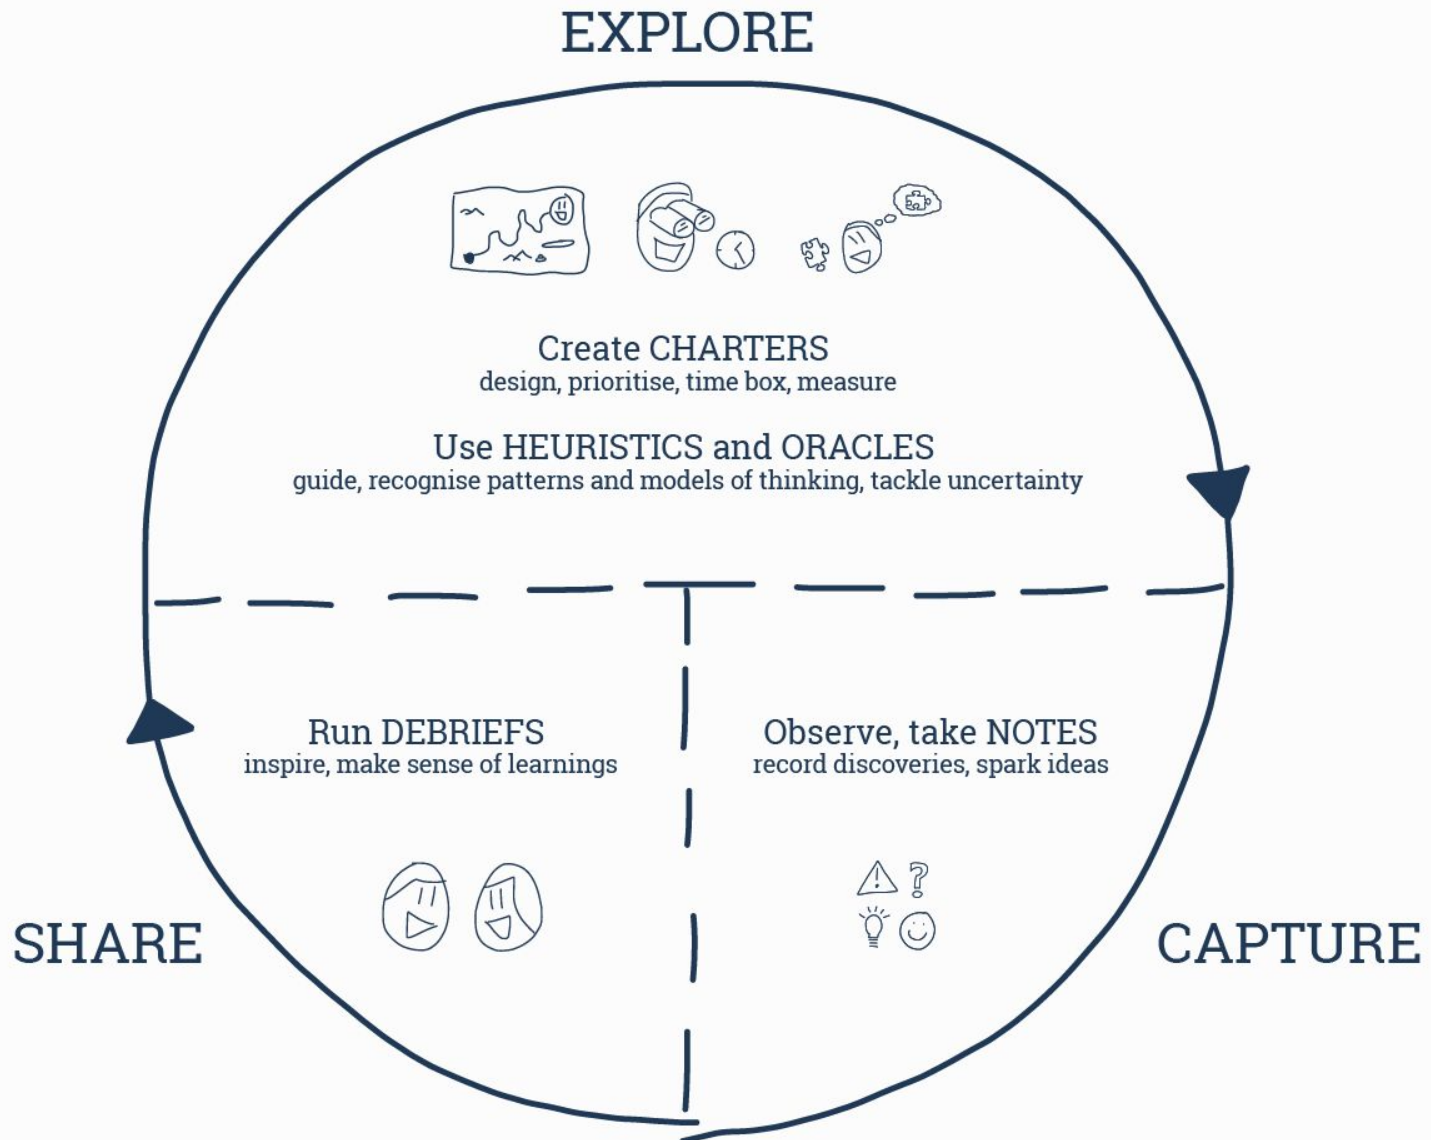 EXPLORE
Create CHARTERS
design, prioritise, time box, measure
Use HEURISTICS and ORACLES
guide, recognise patterns and models of thinking, tackle uncertainty
Run DEBRIEFS
inspire, make sense of learnings
Observe, take NOTES
record discoveries, spark ideas
!
?
SHARE
CAPTURE